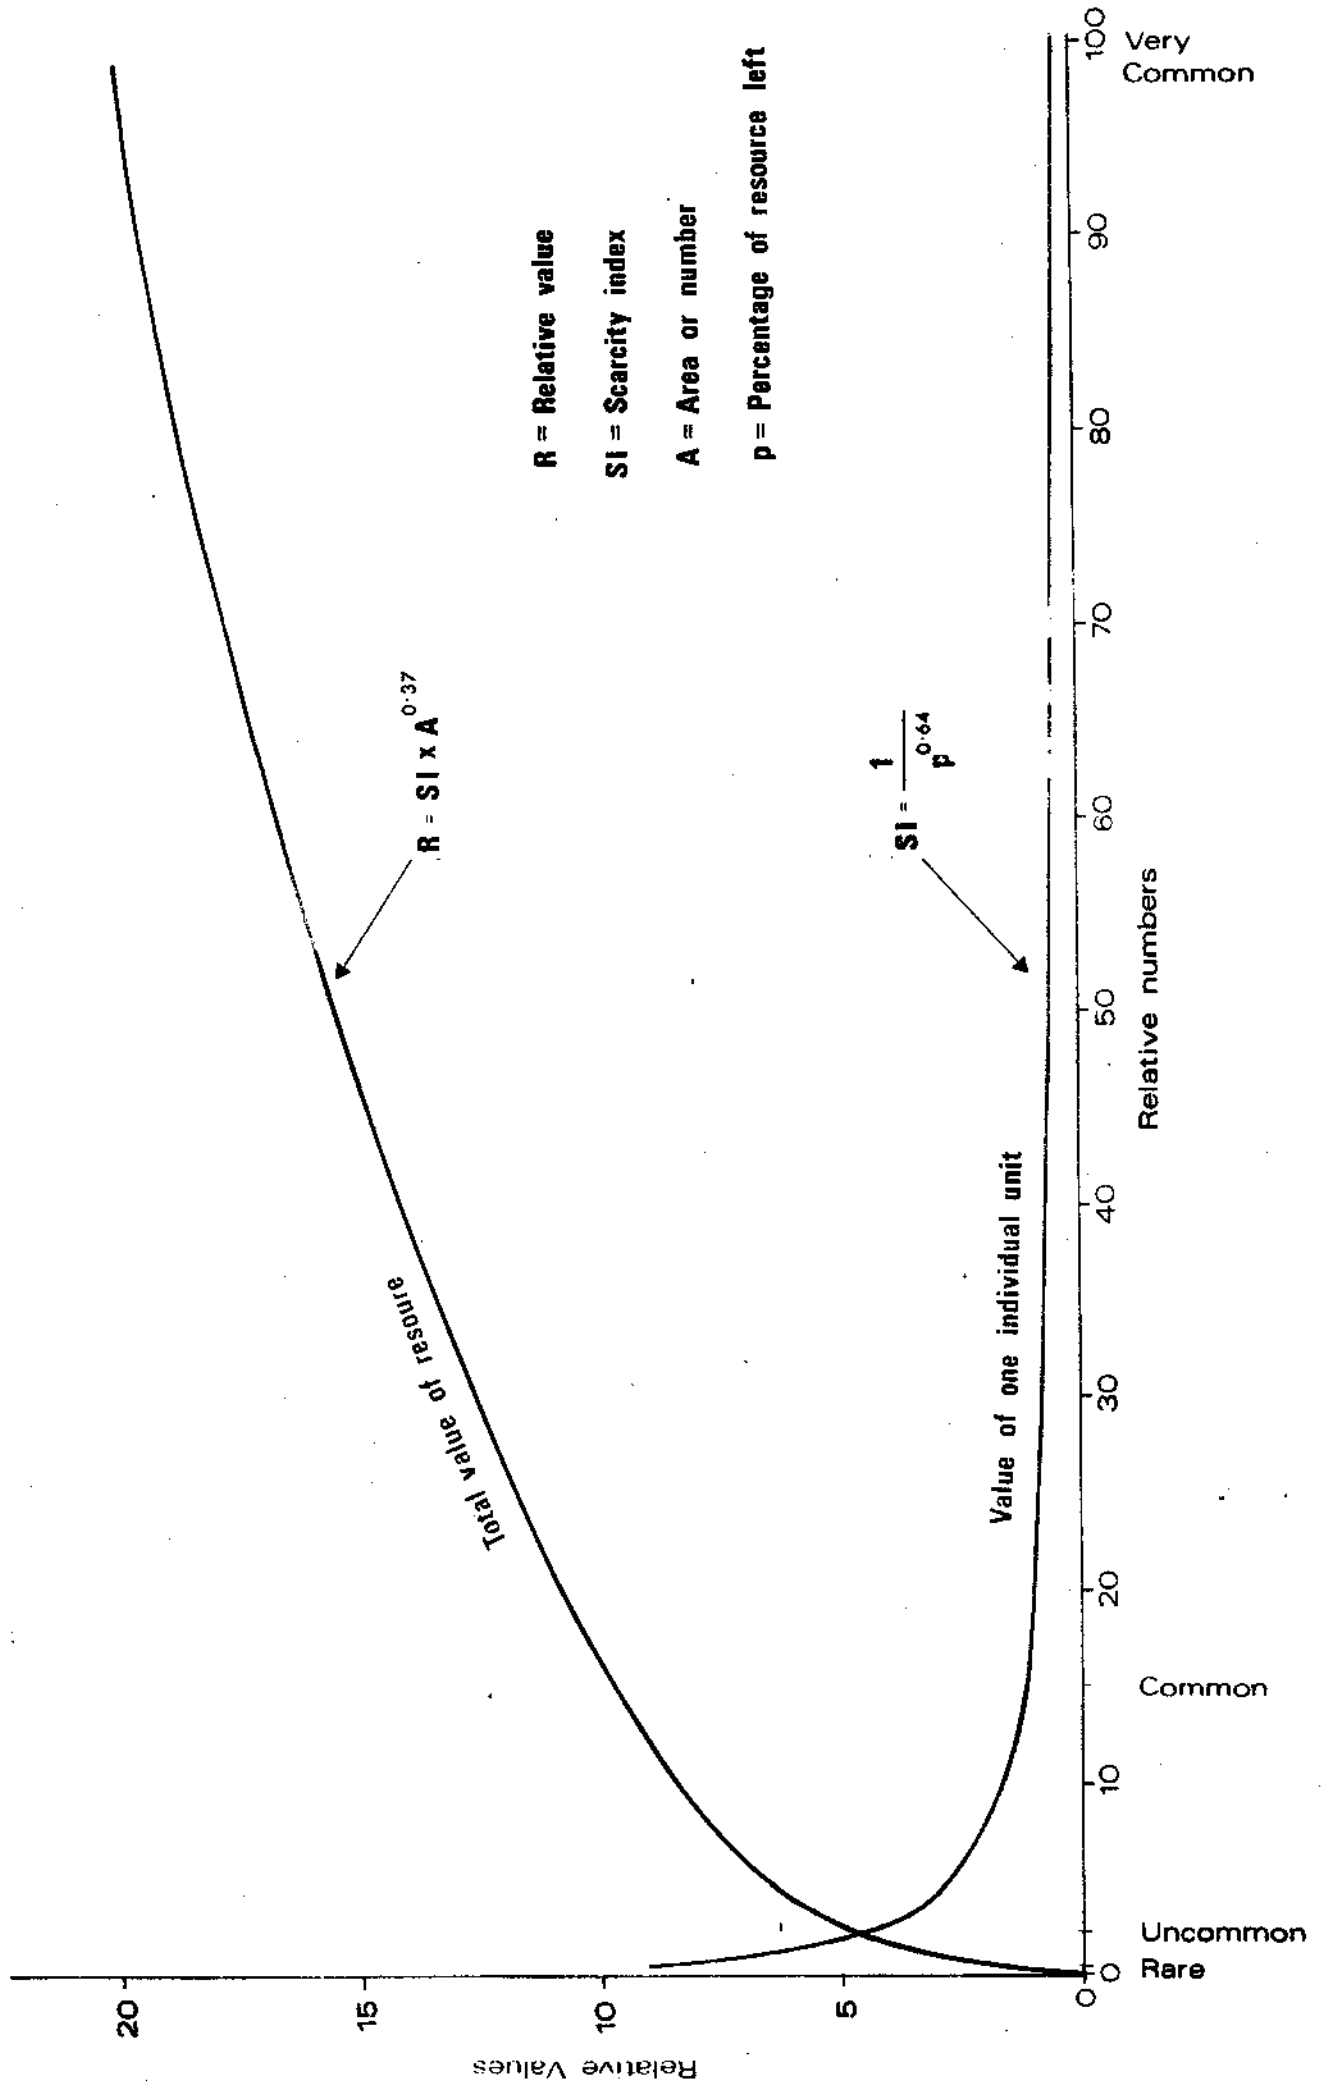 Relative Values
20
15
10
5
0
R = SI x A^0·37
R = Relative value
SI = Scarcity index
A = Area or number
p = Percentage of resource left
Total value of resoure
SI = 1 / p^0·64
Value of one individual unit
0 10 20 30 40 50 60 70 80 90 100
Rare
Uncommon
Common
Very
Common
Relative numbers